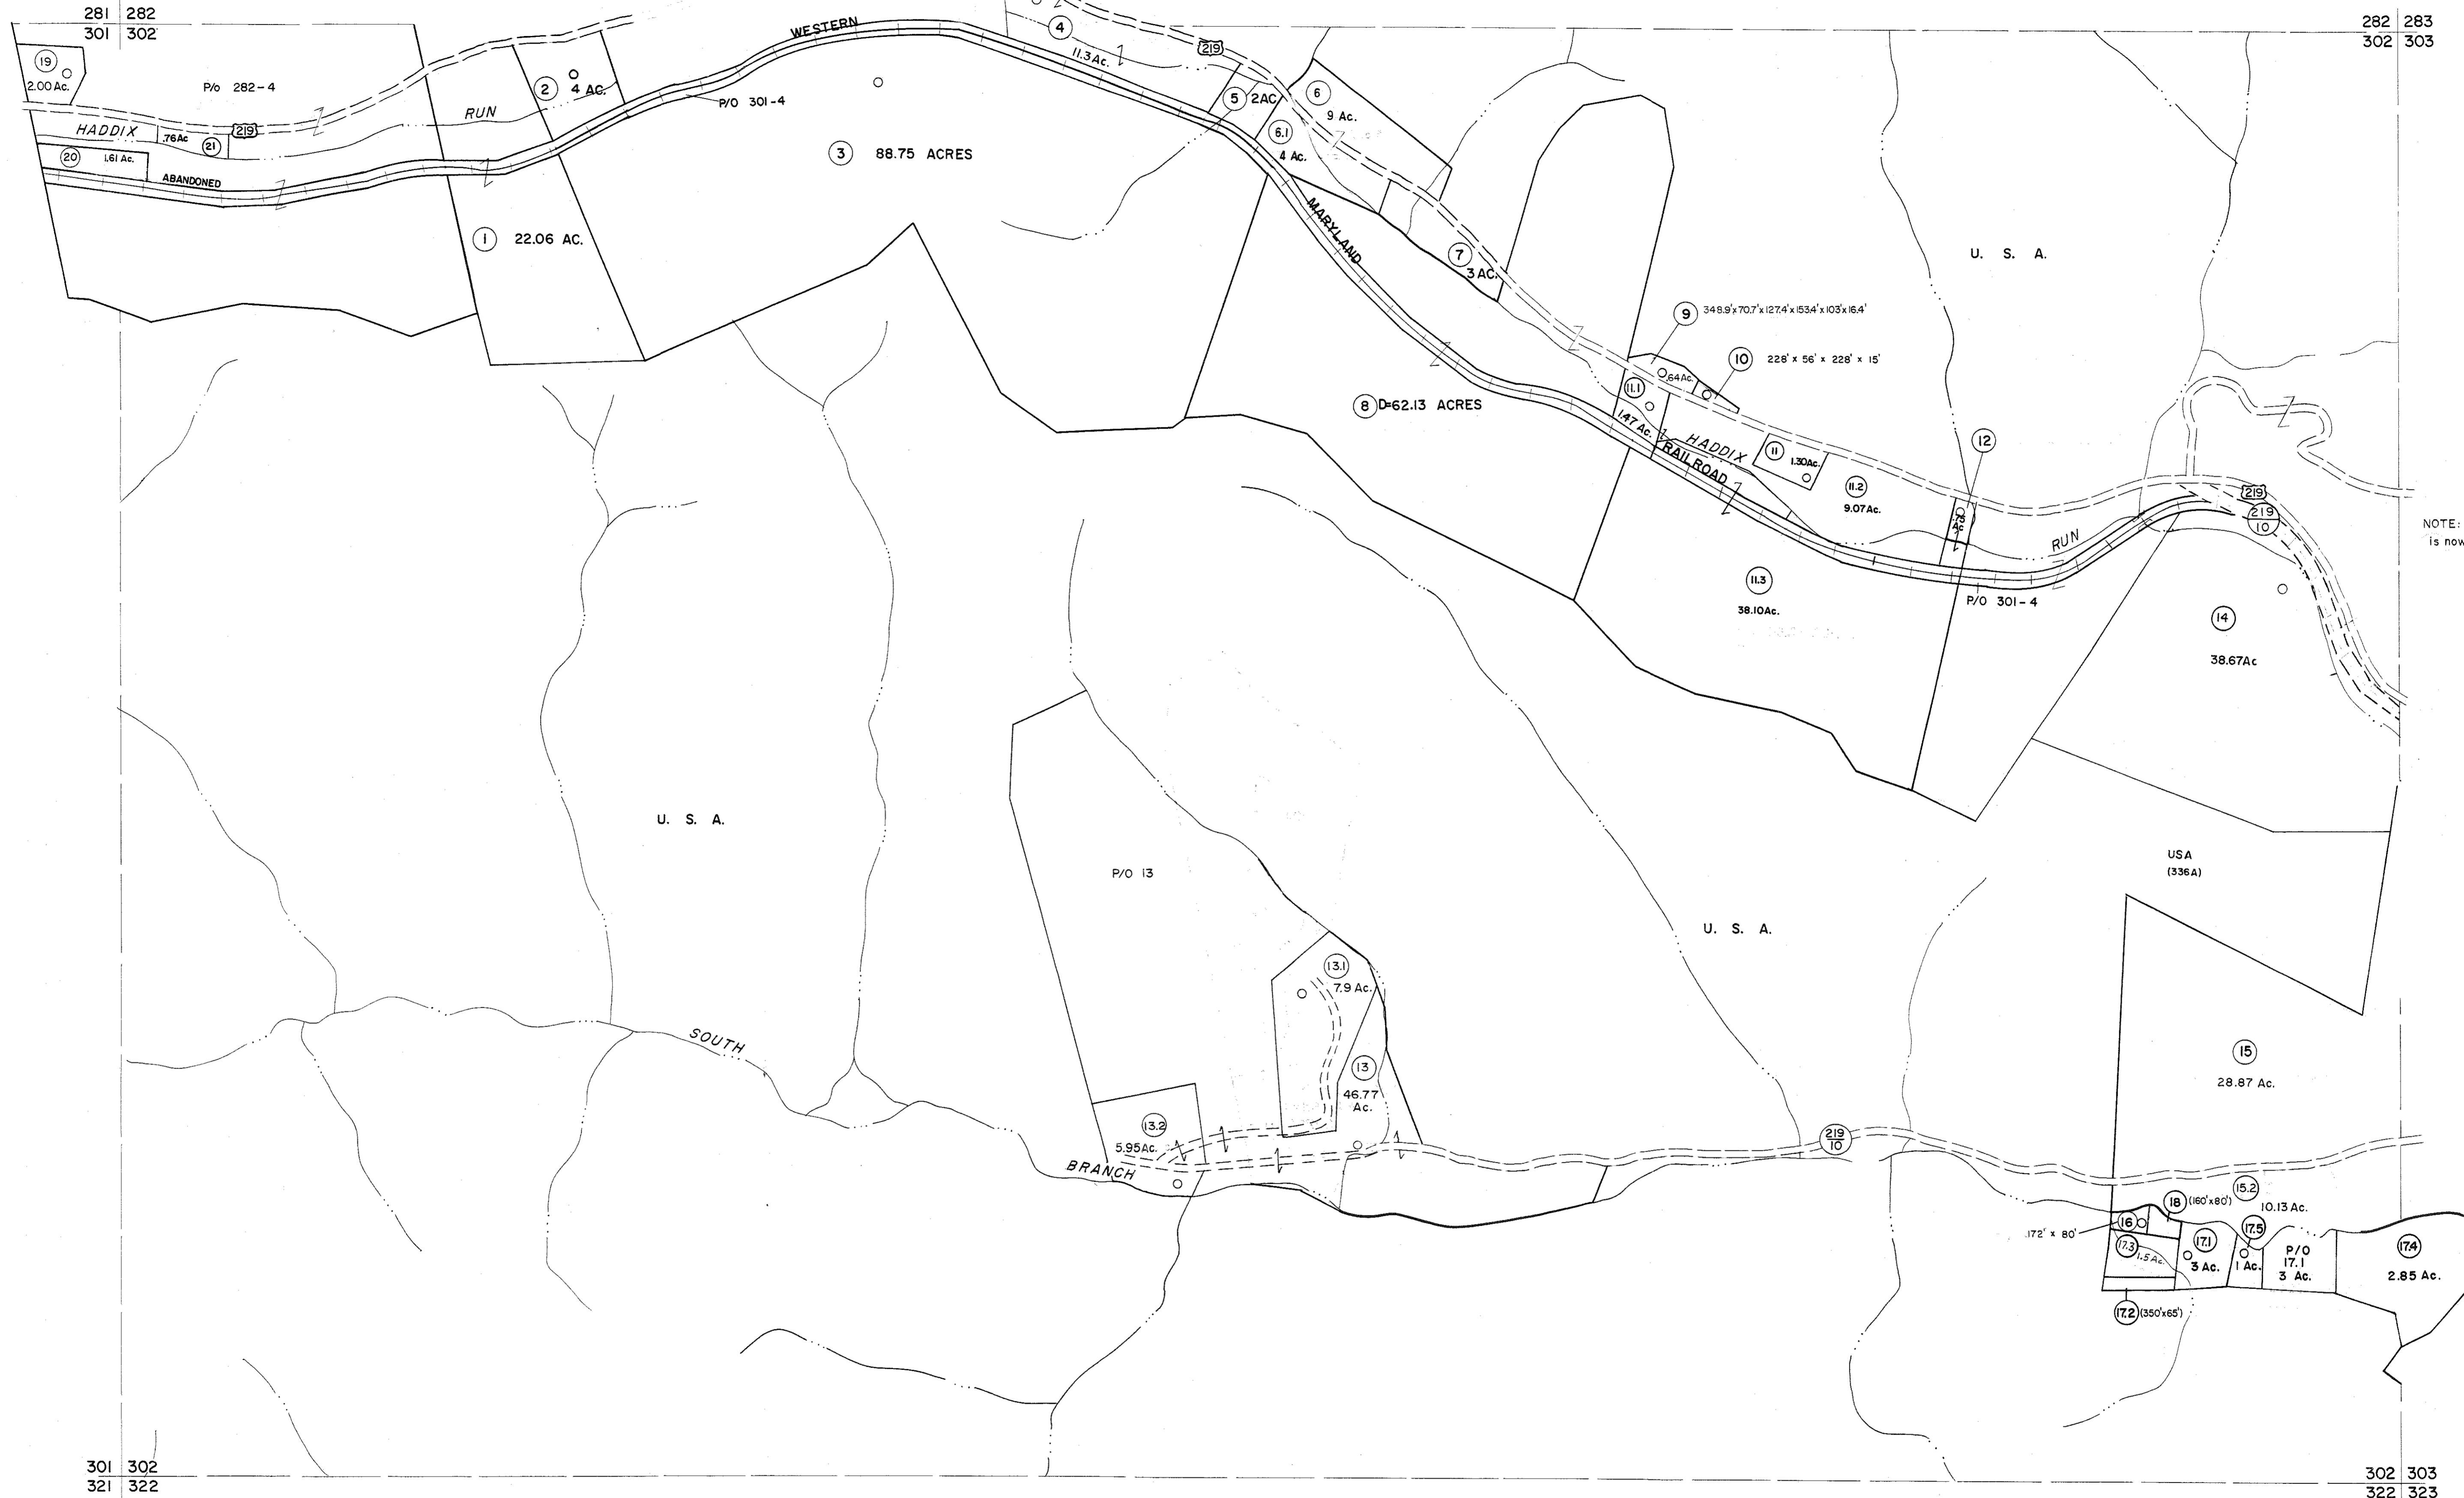 281 282
301 302
282 283
302 303
19
2.00 Ac.
P/o 282-4
219
HADDIX
.76Ac
21
20
1.61 Ac.
ABANDONED
RUN
2
4 AC.
P/O 301-4
WESTERN
1
22.06 AC.
3
88.75 ACRES
4
11.3 Ac.
219
5
2AC
6
9 Ac.
6.1
4 Ac.
MARYLAND
7
3 AC.
U. S. A.
9
348.9'x70.7'x127.4'x153.4'x103'x16.4'
10
228' x 56' x 228' x 15'
.64Ac.
11.1
1.47 Ac.
8
D=62.13 ACRES
HADDIX
RAILROAD
11
1.30Ac.
12
11.2
9.07Ac.
.75
Ac
RUN
219
219
10
NOTE:
is now
11.3
38.10Ac.
P/O 301-4
14
38.67Ac
U. S. A.
P/O 13
USA
(336A)
U. S. A.
13.1
7.9 Ac.
SOUTH
13
46.77
Ac.
15
28.87 Ac.
13.2
5.95Ac.
BRANCH
219
10
15.2
10.13 Ac.
18
(160'x80')
16
172' x 80'
17.3
1.5 Ac.
17.1
3 Ac.
17.5
1 Ac.
P/O
17.1
3 Ac.
17.4
2.85 Ac.
17.2
(350'x65')
301 302
321 322
302 303
322 323